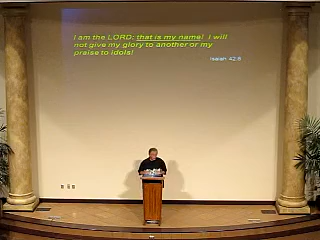 I am the LORD; that is my name! I will
not give my glory to another or my
praise to idols!
Isaiah 42:8